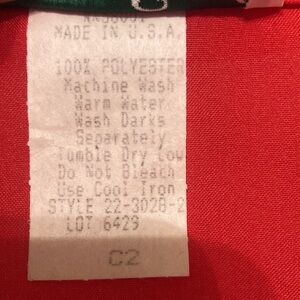 MADE IN U.S.A.
100% POLYESTER
Machine Wash
Warm Water
Wash Darks
Separately
Tumble Dry Low
Do Not Bleach
Use Cool Iron
STYLE 22-3028-2
LOT 6429
C2